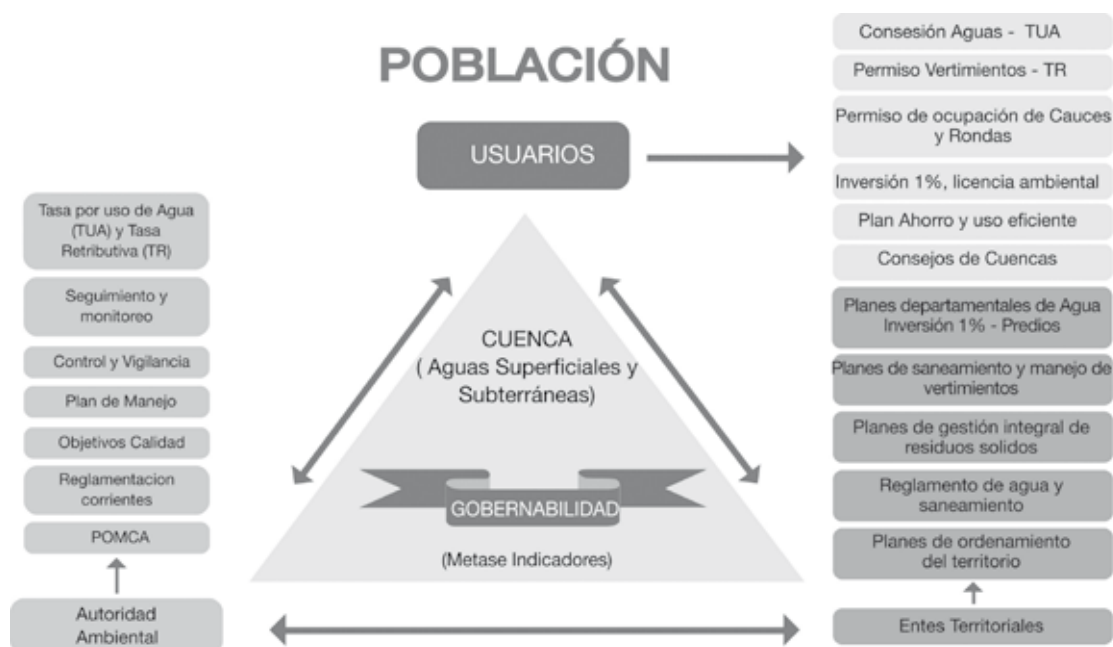 POBLACIÓN
USUARIOS
Consesión Aguas - TUA
Permiso Vertimientos - TR
Permiso de ocupación de Cauces
y Rondas
Inversión 1%, licencia ambiental
Plan Ahorro y uso eficiente
Consejos de Cuencas
Planes departamentales de Agua
Inversión 1% - Predios
Planes de saneamiento y manejo de
vertimientos
Planes de gestión integral de
residuos solidos
Reglamento de agua y
saneamiento
Planes de ordenamiento
del territorio
Entes Territoriales
Tasa por uso de Agua
(TUA) y Tasa
Retributiva (TR)
Seguimiento y
monitoreo
Control y Vigilancia
Plan de Manejo
Objetivos Calidad
Reglamentacion
corrientes
POMCA
Autoridad
Ambiental
CUENCA
( Aguas Superficiales y
Subterráneas)
GOBERNABILIDAD
(Metase Indicadores)